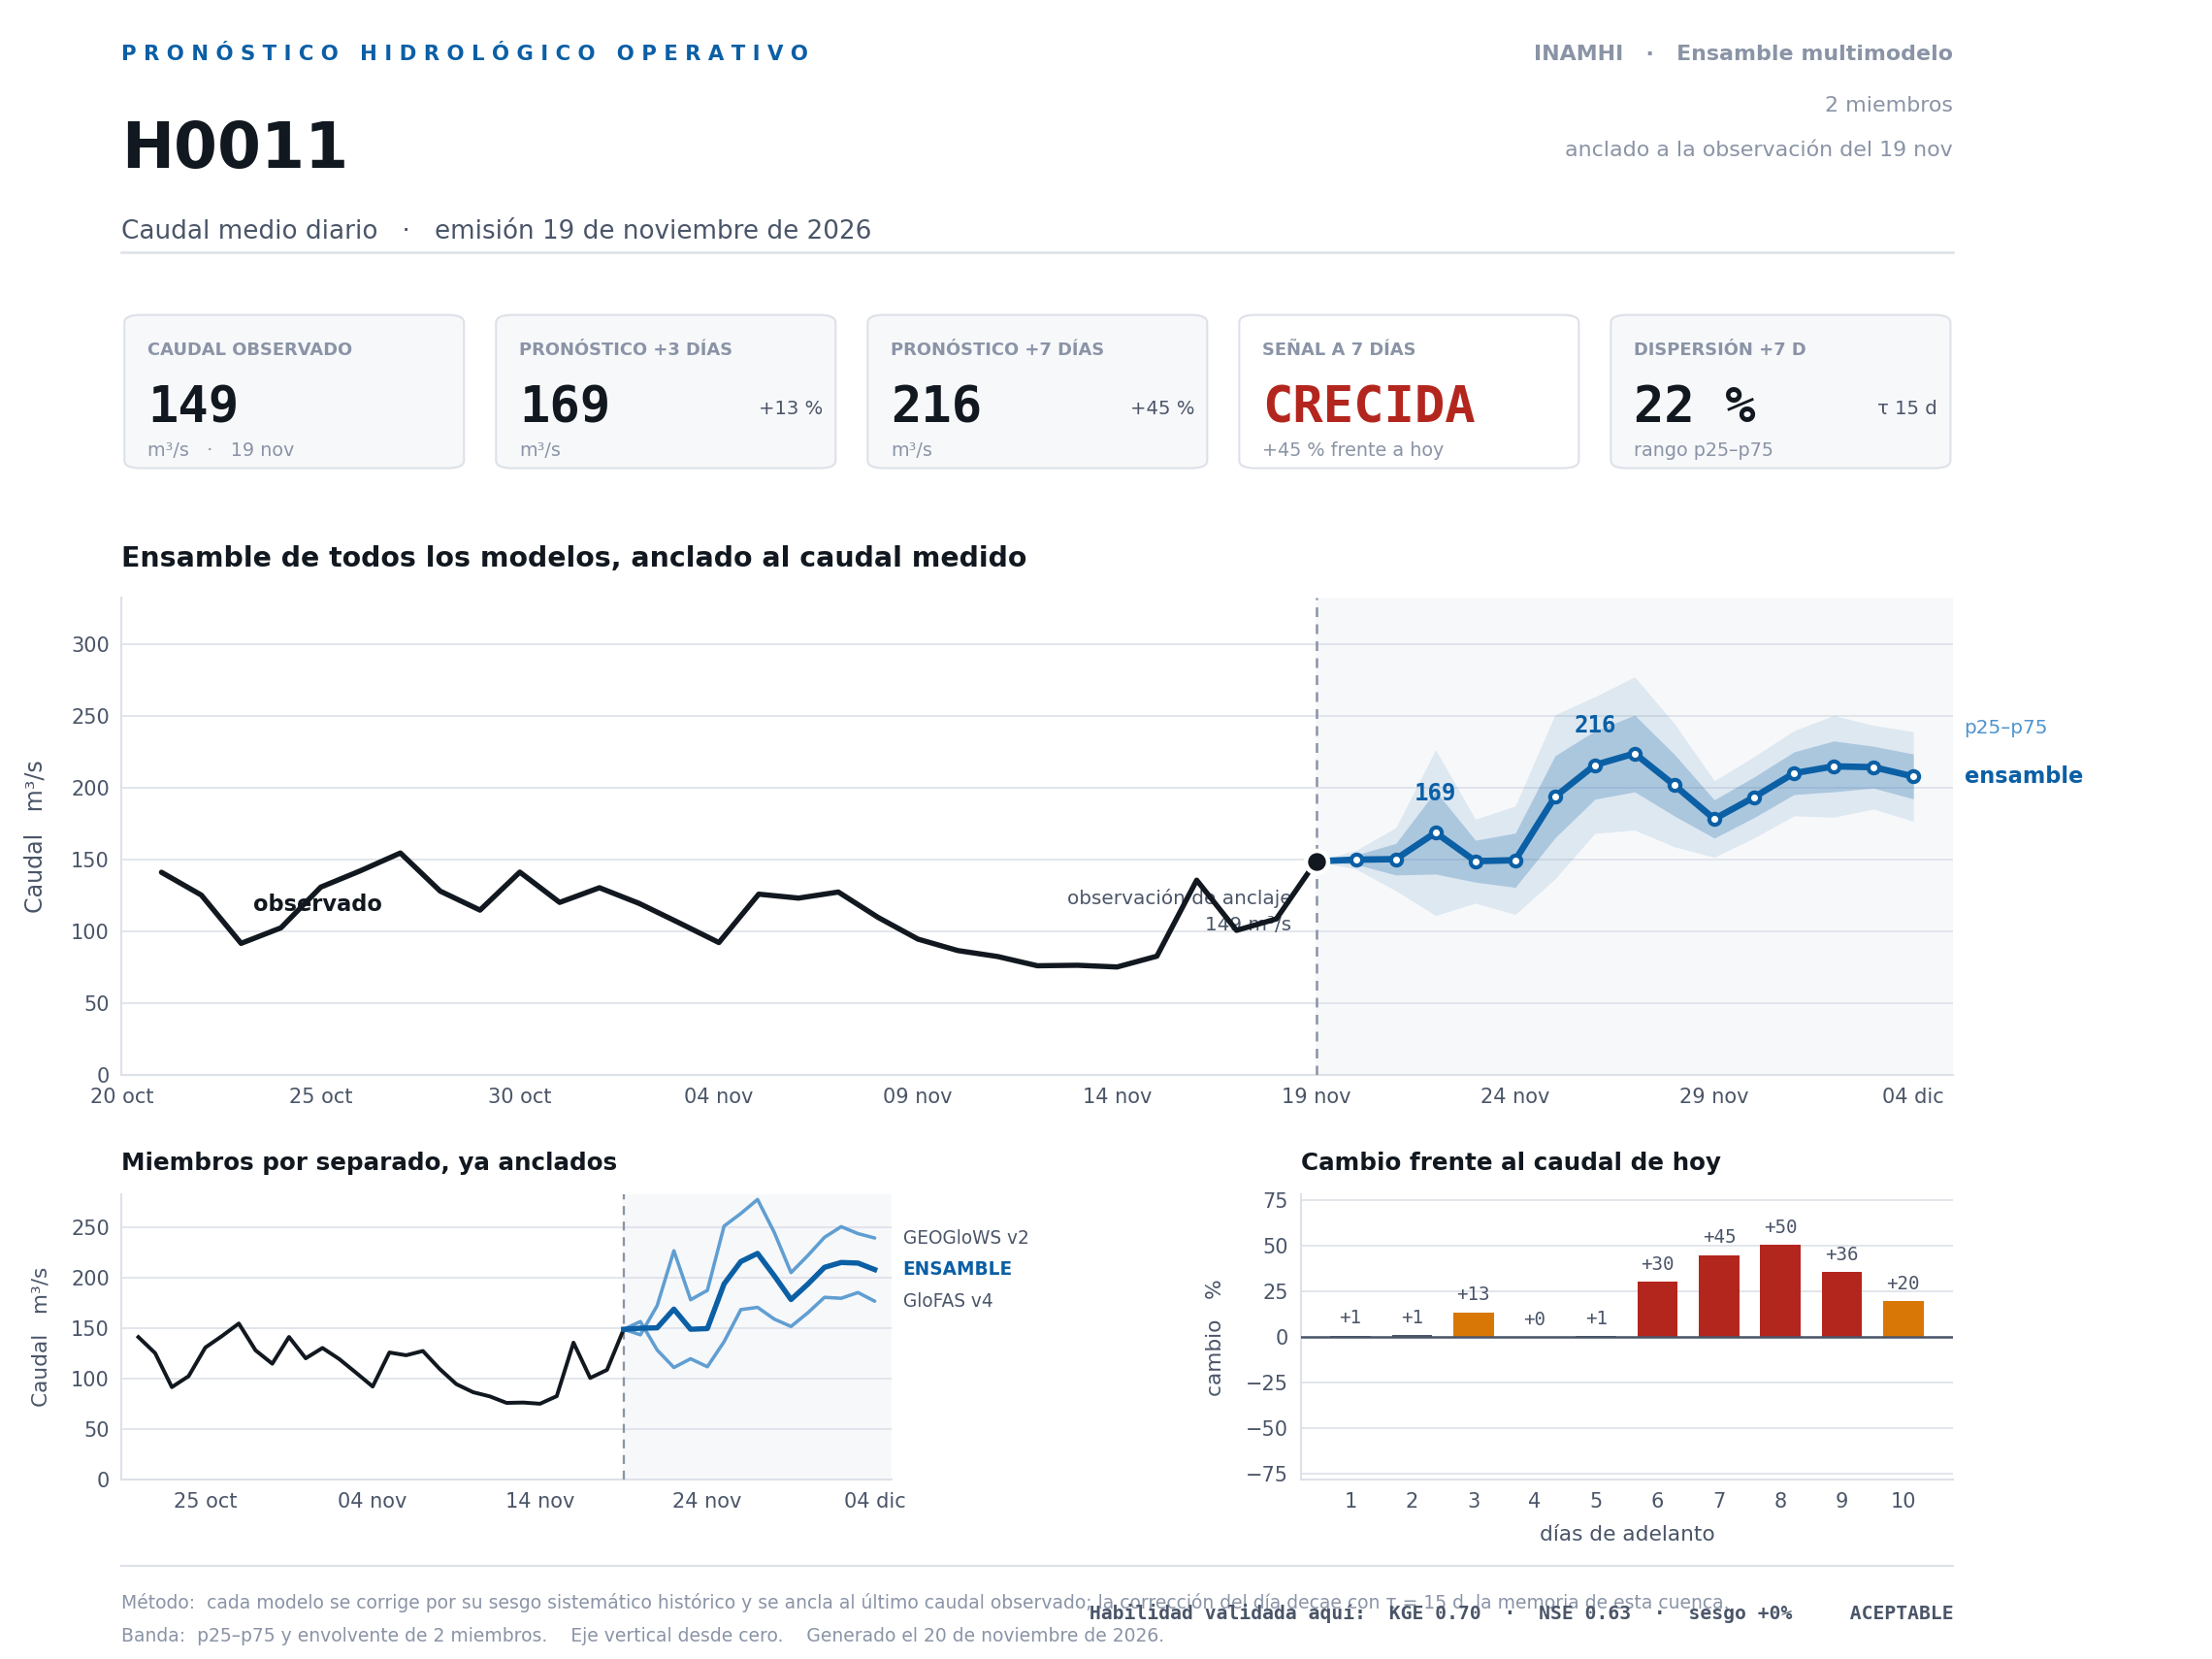 PRONÓSTICO HIDROLÓGICO OPERATIVO
INAMHI · Ensamble multimodelo
2 miembros
H0011
anclado a la observación del 19 nov
Caudal medio diario · emisión 19 de noviembre de 2026
CAUDAL OBSERVADO
149
m³/s · 19 nov
PRONÓSTICO +3 DÍAS
169
+13 %
m³/s
PRONÓSTICO +7 DÍAS
216
+45 %
m³/s
SEÑAL A 7 DÍAS
CRECIDA
+45 % frente a hoy
DISPERSIÓN +7 D
22 %
τ 15 d
rango p25–p75
Ensamble de todos los modelos, anclado al caudal medido
Caudal m³/s
300
250
200
150
100
50
0
observado
observación de anclaje
149 m³/s
169
216
p25–p75
ensamble
20 oct 25 oct 30 oct 04 nov 09 nov 14 nov 19 nov 24 nov 29 nov 04 dic
Miembros por separado, ya anclados
Caudal m³/s
250
200
150
100
50
0
GEOGloWS v2
ENSAMBLE
GloFAS v4
25 oct 04 nov 14 nov 24 nov 04 dic
Cambio frente al caudal de hoy
cambio %
75
50
25
0
−25
−50
−75
+1 +1 +13 +0 +1 +30 +45 +50 +36 +20
1 2 3 4 5 6 7 8 9 10
días de adelanto
Método: cada modelo se corrige por su sesgo sistemático histórico y se ancla al último caudal observado; la corrección del día decae con τ = 15 d, la memoria de esta cuenca.
Habilidad validada aquí: KGE 0.70 · NSE 0.63 · sesgo +0% ACEPTABLE
Banda: p25–p75 y envolvente de 2 miembros. Eje vertical desde cero. Generado el 20 de noviembre de 2026.